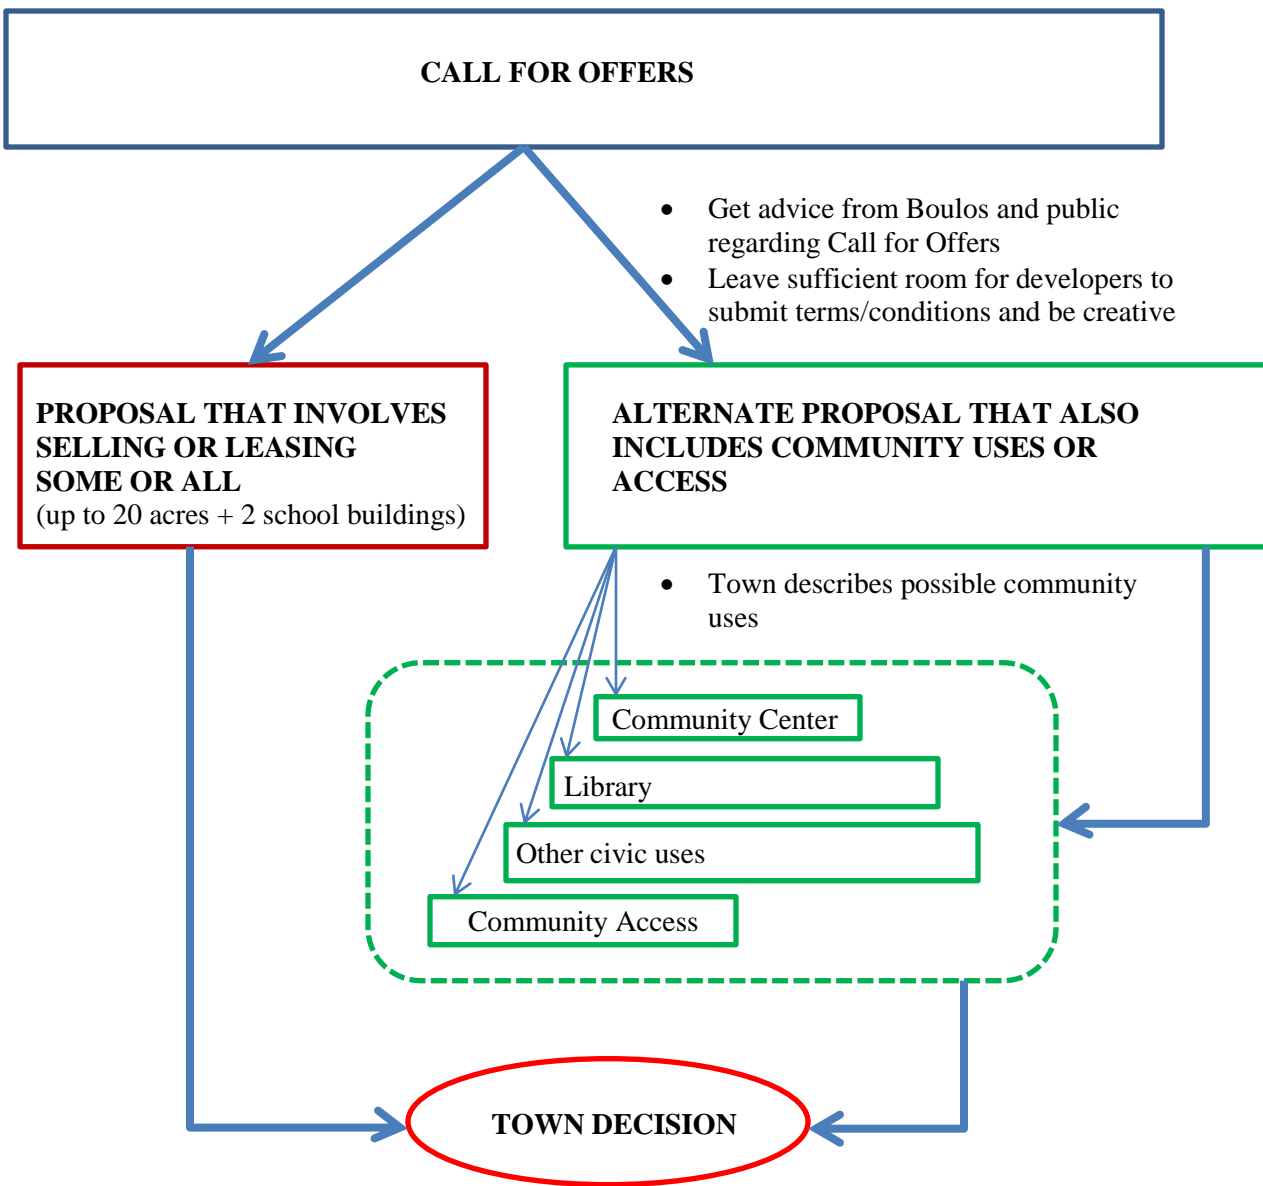 CALL FOR OFFERS
• Get advice from Boulos and public
regarding Call for Offers
• Leave sufficient room for developers to
submit terms/conditions and be creative
PROPOSAL THAT INVOLVES
SELLING OR LEASING
SOME OR ALL
(up to 20 acres + 2 school buildings)
ALTERNATE PROPOSAL THAT ALSO
INCLUDES COMMUNITY USES OR
ACCESS
• Town describes possible community
uses
Community Center
Library
Other civic uses
Community Access
TOWN DECISION